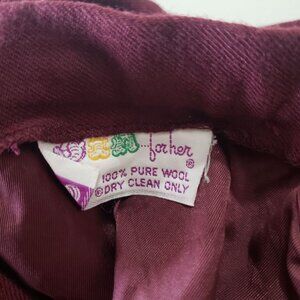 for her ®
100% PURE WOOL
® DRY CLEAN ONLY